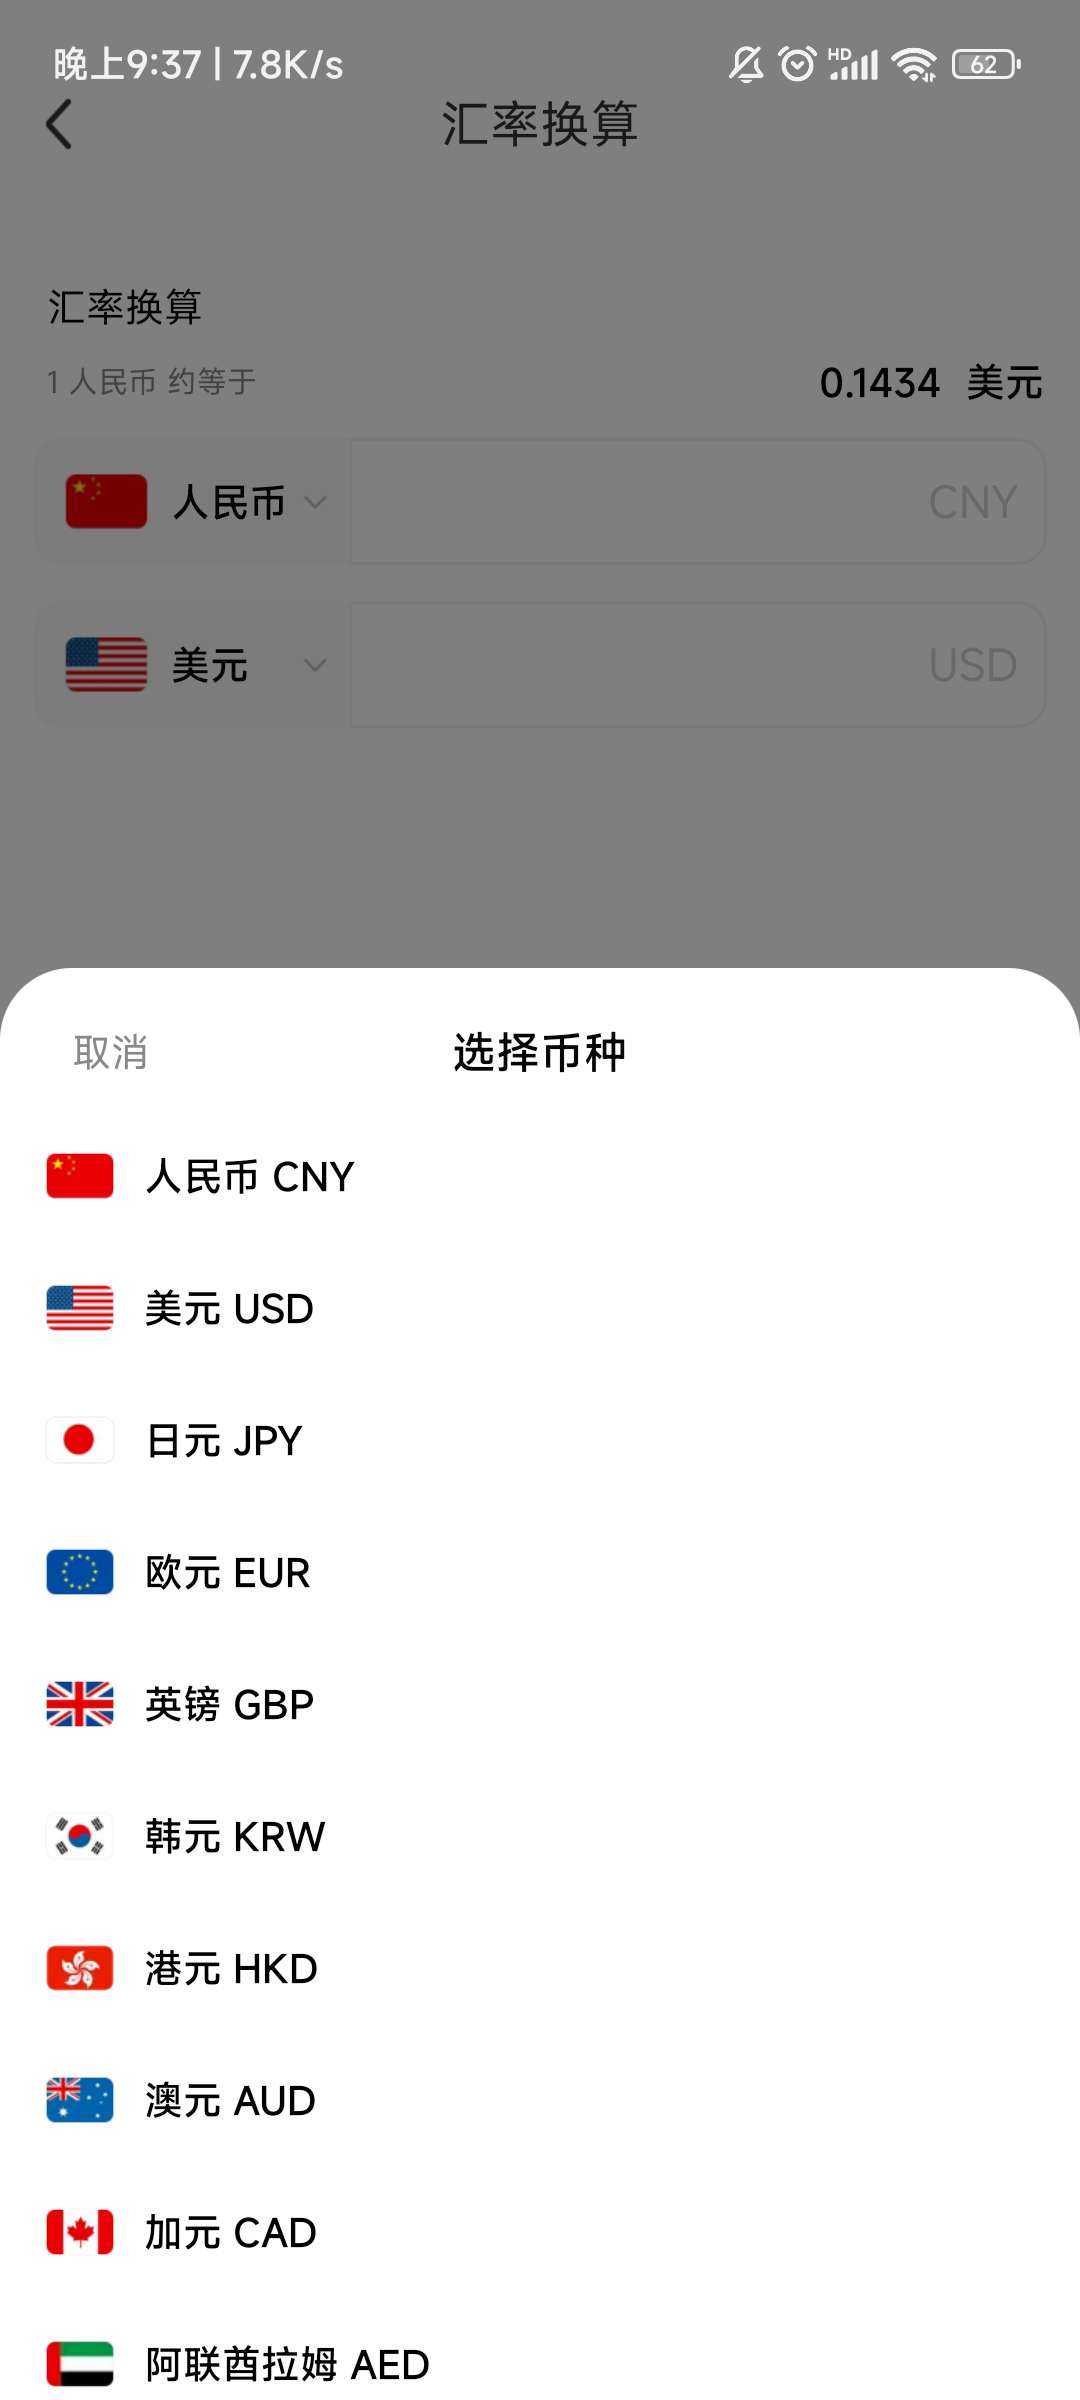 晚上9:37 | 7.8K/s HD 62
汇率换算
汇率换算
1 人民币 约等于 0.1434 美元
人民币 CNY
美元 USD
取消 选择币种
人民币 CNY
美元 USD
日元 JPY
欧元 EUR
英镑 GBP
韩元 KRW
港元 HKD
澳元 AUD
加元 CAD
阿联酋拉姆 AED